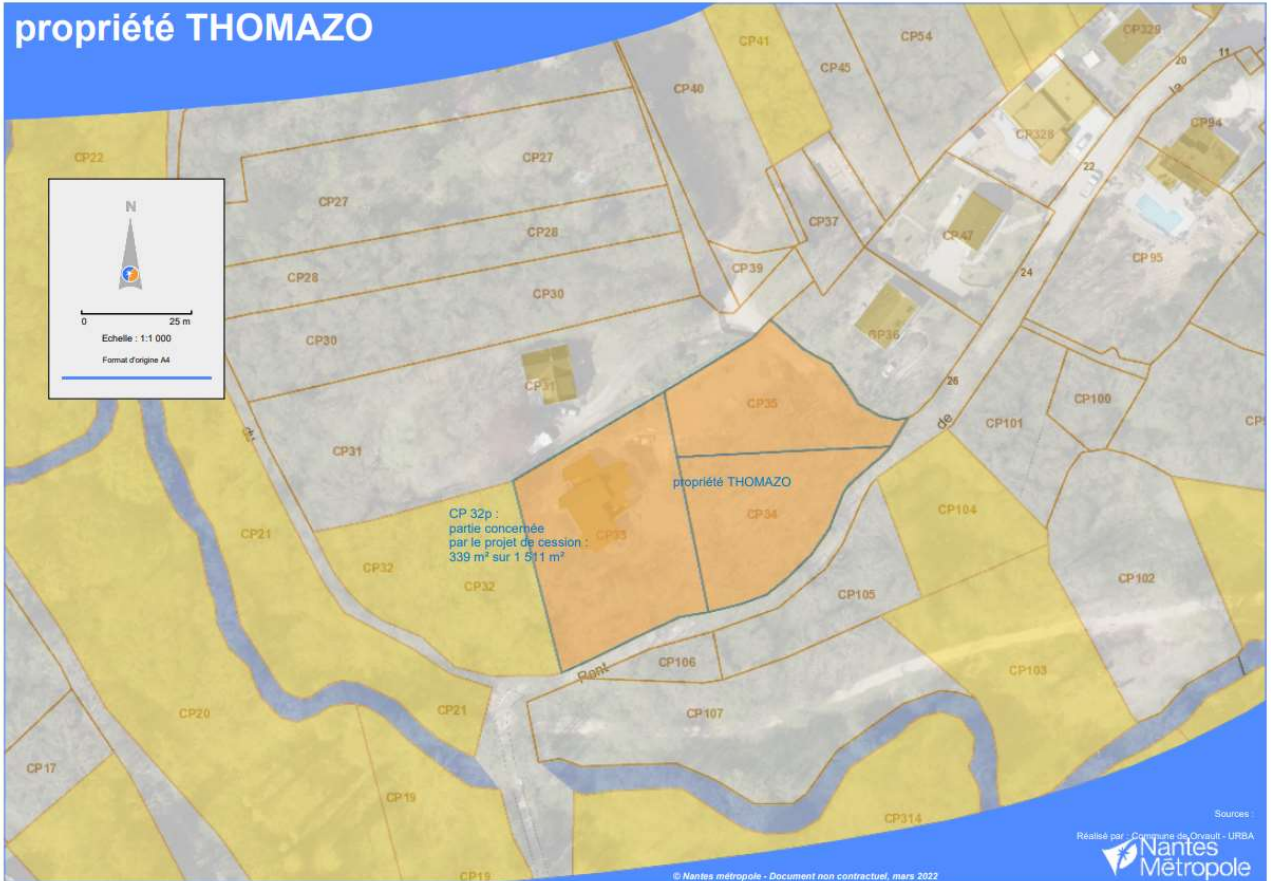 propriété THOMAZO
CP22
CP27
CP27
CP28
CP28
CP30
CP30
CP31
CP31
CP40
CP41
CP45
CP54
CP37
CP39
CP329
CP328
CP47
CP36
CP94
CP95
11
20
la
22
24
26
de
N
0 25 m
Echelle : 1:1 000
Format d'origine A4
CP35
propriété THOMAZO
CP34
CP33
CP 32p :
partie concernée
par le projet de cession :
339 m² sur 1 511 m²
CP32
CP32
CP21
CP21
CP20
CP17
CP19
CP19
CP101
CP100
CP104
CP102
CP105
CP103
CP106
Pont
CP107
CP314
Sources :
Réalisé par : Commune de Orvault - URBA
Nantes
Métropole
© Nantes métropole - Document non contractuel, mars 2022